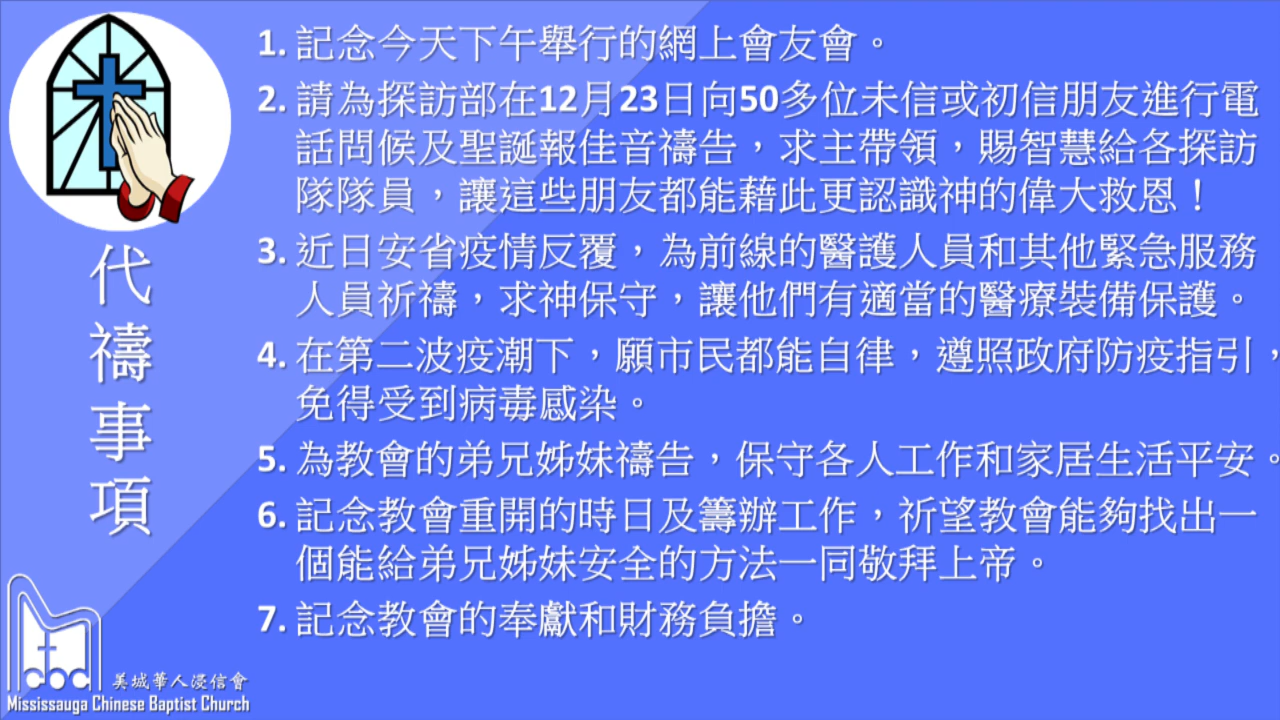 代禱事項
1. 記念今天下午舉行的網上會友會。
2. 請為探訪部在12月23日向50多位未信或初信朋友進行電
話問候及聖誕報佳音禱告，求主帶領，賜智慧給各探訪
隊隊員，讓這些朋友都能藉此更認識神的偉大救恩！
3. 近日安省疫情反覆，為前線的醫護人員和其他緊急服務
人員祈禱，求神保守，讓他們有適當的醫療裝備保護。
4. 在第二波疫潮下，願市民都能自律，遵照政府防疫指引，
免得受到病毒感染。
5. 為教會的弟兄姊妹禱告，保守各人工作和家居生活平安。
6. 記念教會重開的時日及籌辦工作，祈望教會能夠找出一
個能給弟兄姊妹安全的方法一同敬拜上帝。
7. 記念教會的奉獻和財務負擔。
mcbc
美城華人浸信會
Mississauga Chinese Baptist Church